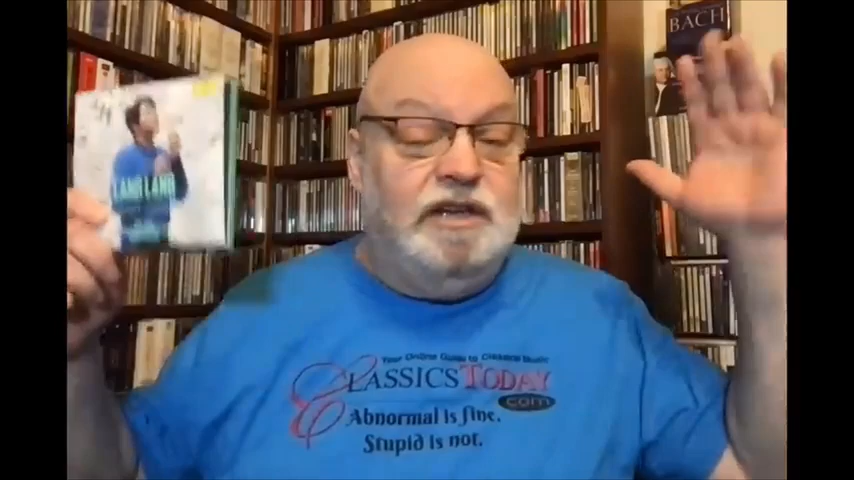 BACH
LANG LANG
Your Online Guide to Classical Music
CLASSICSTODAY
.com
Abnormal is fine.
Stupid is not.